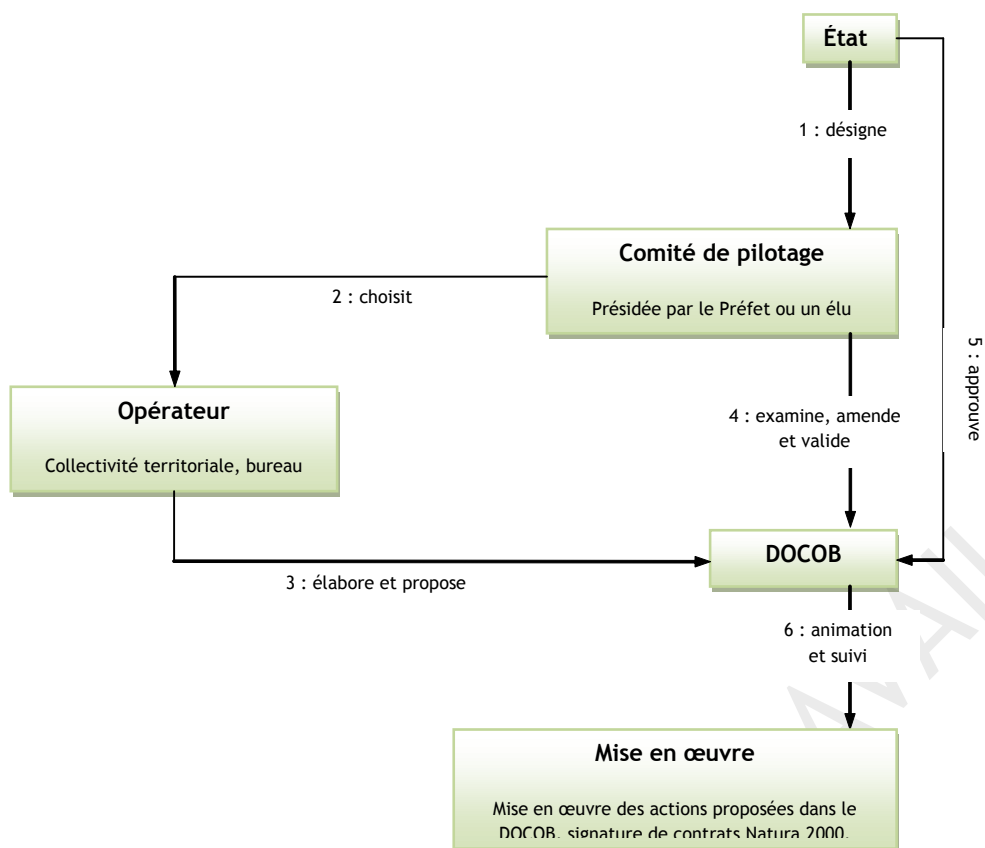 État
1 : désigne
Comité de pilotage
Présidée par le Préfet ou un élu
2 : choisit
5 : approuve
Opérateur
Collectivité territoriale, bureau
4 : examine, amende
et valide
DOCOB
3 : élabore et propose
6 : animation
et suivi
Mise en œuvre
Mise en œuvre des actions proposées dans le
DOCOB, signature de contrats Natura 2000,